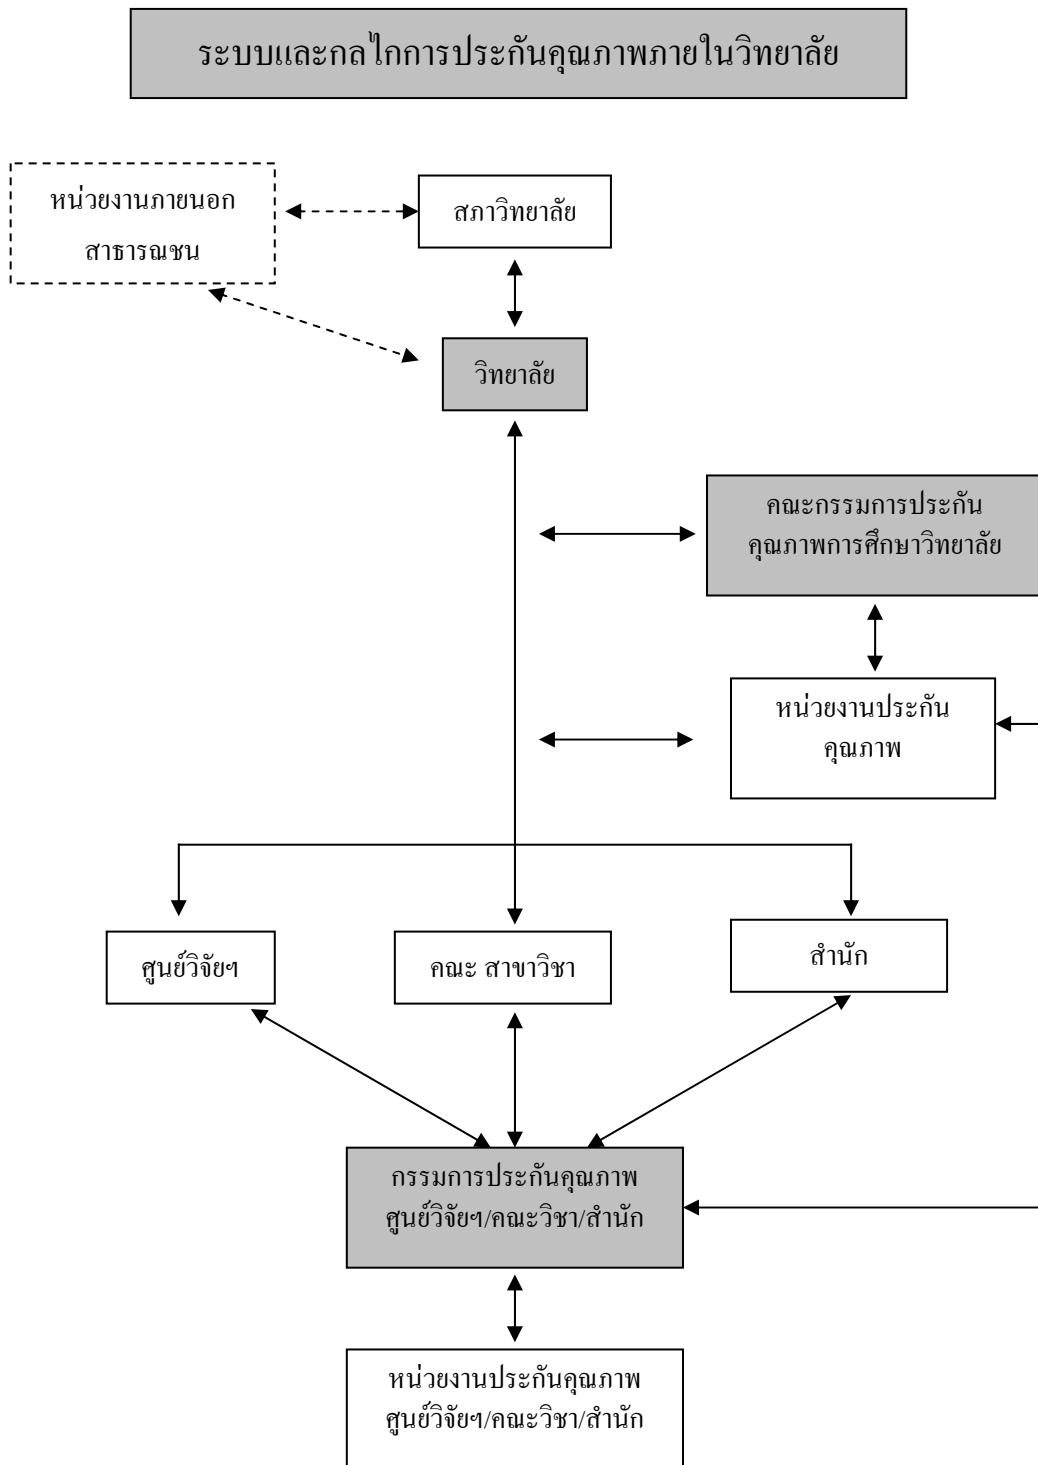 ระบบและกลไกการประกันคุณภาพภายในวิทยาลัย
หน่วยงานภายนอก
สาธารณชน
สภาวิทยาลัย
วิทยาลัย
คณะกรรมการประกัน
คุณภาพการศึกษาวิทยาลัย
หน่วยงานประกัน
คุณภาพ
ศูนย์วิจัยฯ
คณะ สาขาวิชา
สำนัก
กรรมการประกันคุณภาพ
ศูนย์วิจัยฯ/คณะวิชา/สำนัก
หน่วยงานประกันคุณภาพ
ศูนย์วิจัยฯ/คณะวิชา/สำนัก